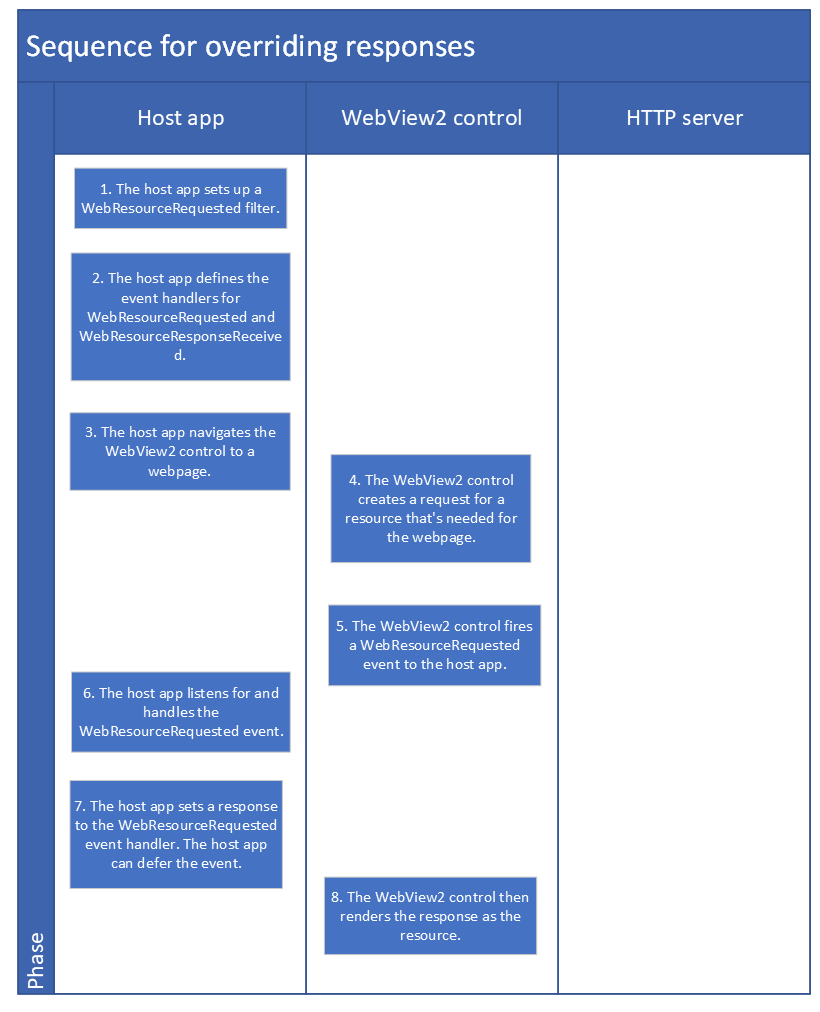 Sequence for overriding responses
Host app
WebView2 control
HTTP server
1. The host app sets up a
WebResourceRequested filter.
2. The host app defines the
event handlers for
WebResourceRequested and
WebResourceResponseReceive
d.
3. The host app navigates the
WebView2 control to a
webpage.
4. The WebView2 control
creates a request for a
resource that's needed for
the webpage.
5. The WebView2 control fires
a WebResourceRequested
event to the host app.
6. The host app listens for and
handles the
WebResourceRequested event.
7. The host app sets a response
to the WebResourceRequested
event handler. The host app
can defer the event.
8. The WebView2 control then
renders the response as the
resource.
Phase